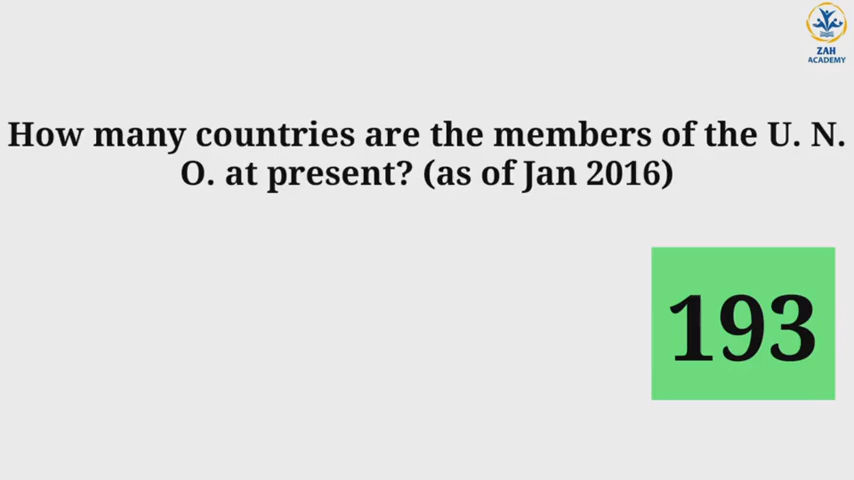 ZAH
ACADEMY
How many countries are the members of the U. N.
O. at present? (as of Jan 2016)
193